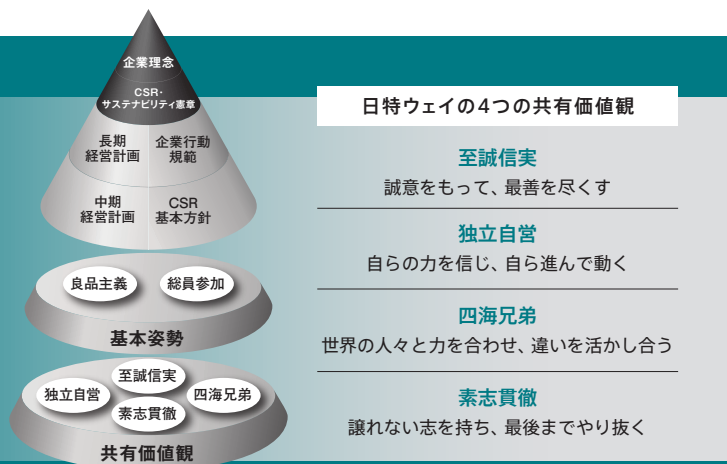 企業理念
CSR・
サステナビリティ憲章
長期
経営計画
企業行動
規範
中期
経営計画
CSR
基本方針
良品主義
総員参加
基本姿勢
至誠信実
独立自営
四海兄弟
素志貫徹
共有価値観
日特ウェイの4つの共有価値観
至誠信実
誠意をもって、最善を尽くす
独立自営
自らの力を信じ、自ら進んで動く
四海兄弟
世界の人々と力を合わせ、違いを活かし合う
素志貫徹
譲れない志を持ち、最後までやり抜く